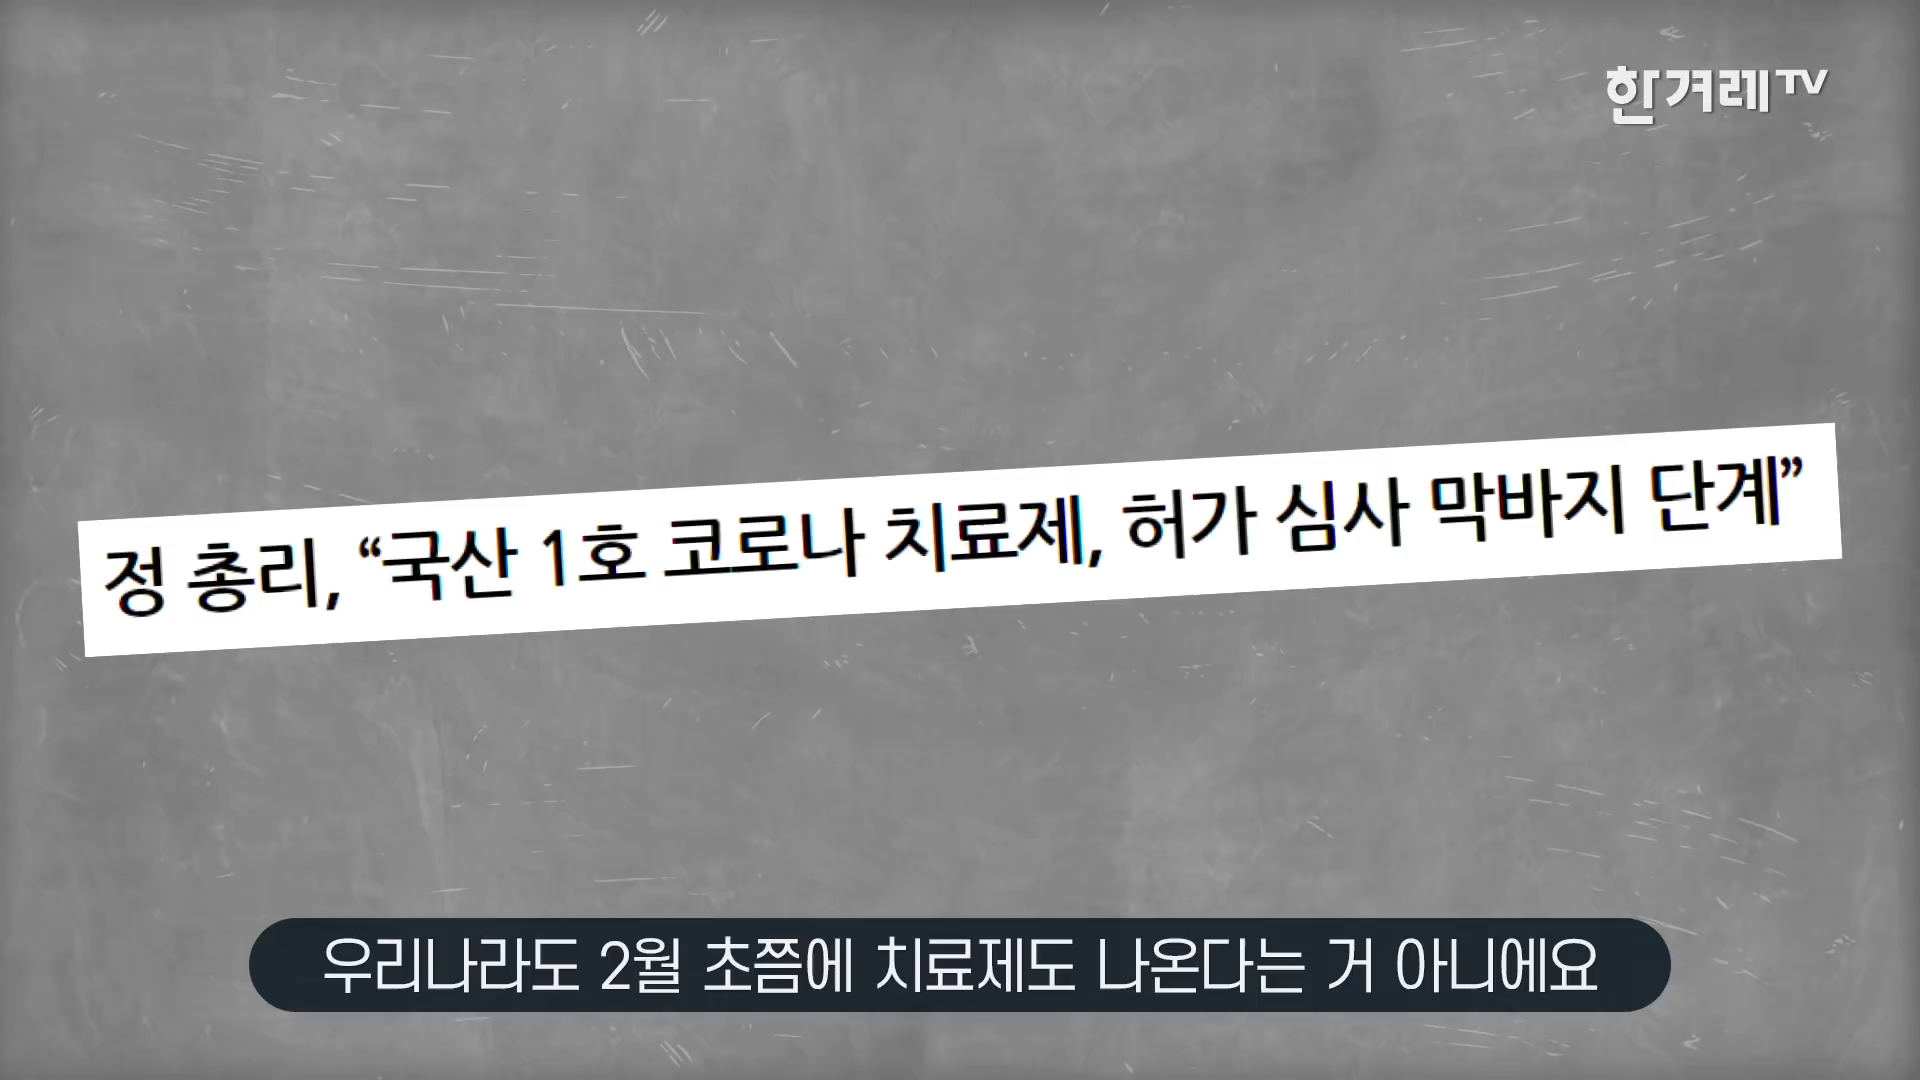 한겨레TV
정 총리, “국산 1호 코로나 치료제, 허가 심사 막바지 단계”
우리나라도 2월 초쯤에 치료제도 나온다는 거 아니에요